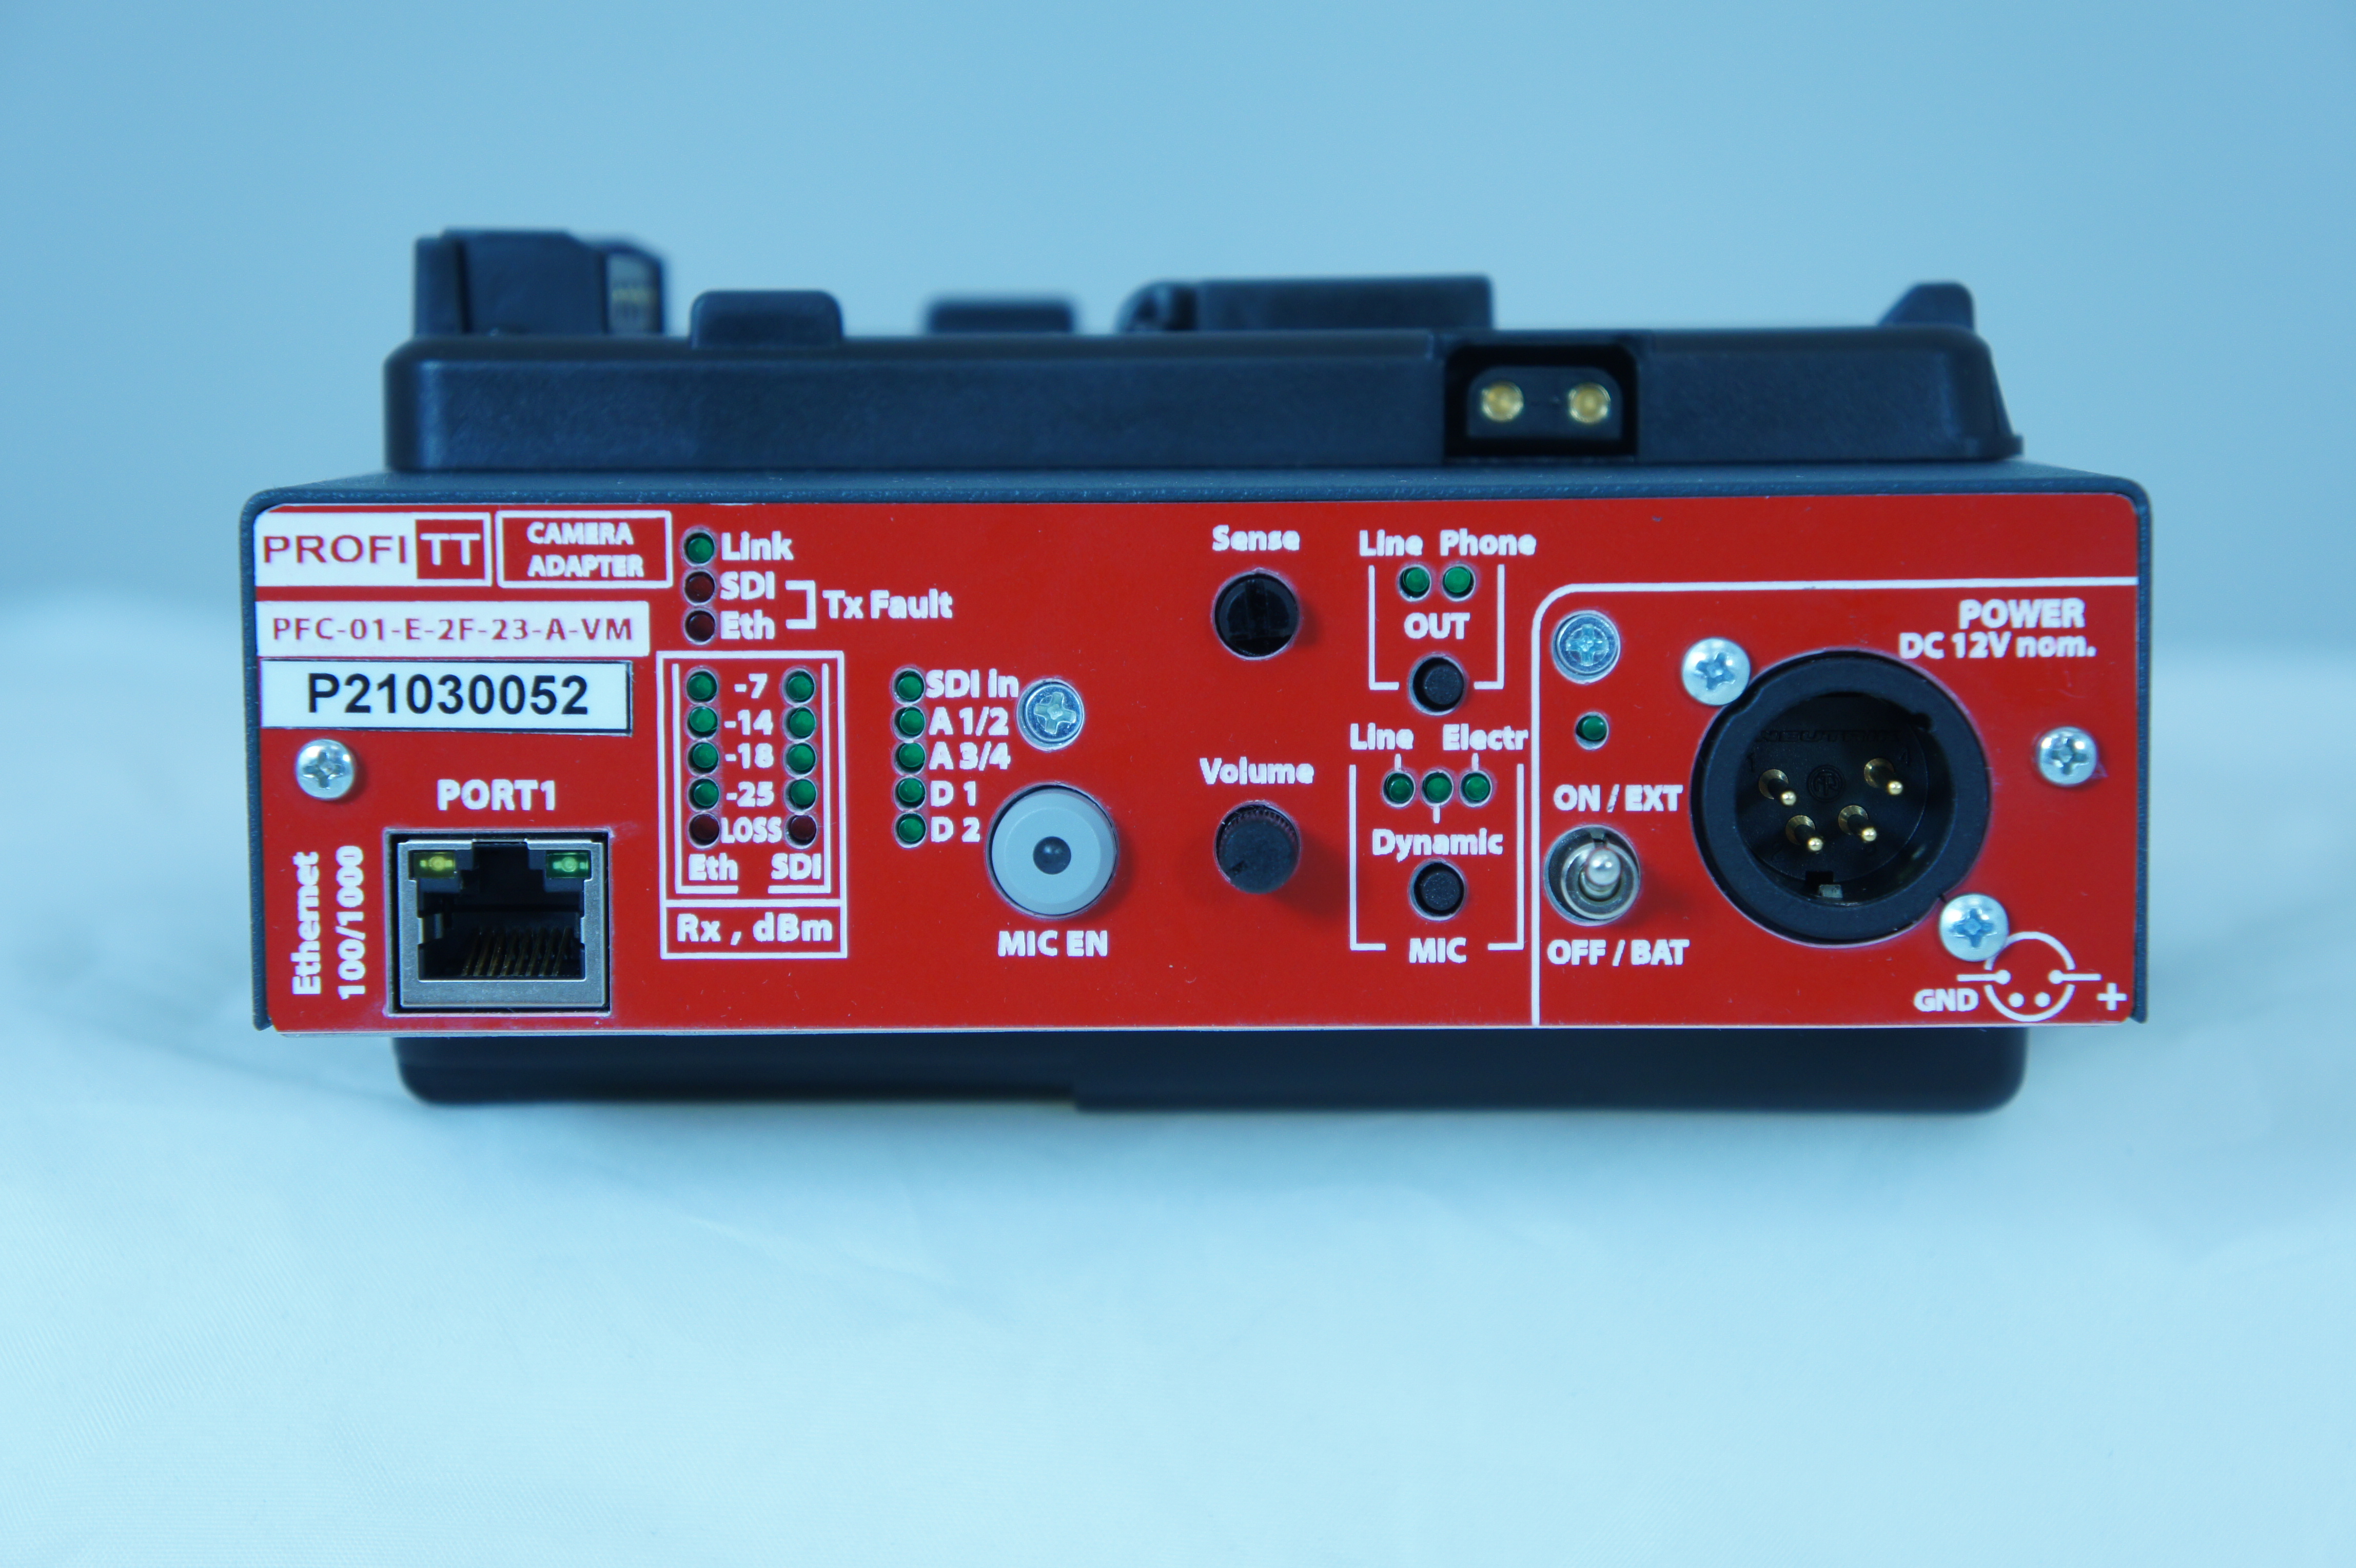 PROFITT
CAMERA
ADAPTER
PFC-01-E-2F-23-A-VM
P21030052
PORT1
Ethernet
100/1000
Link
SDI
Eth
Tx Fault
-7
-14
-18
-25
LOSS
Eth SDI
Rx , dBm
SDI in
A 1/2
A 3/4
D 1
D 2
MIC EN
Sense
Volume
Line Phone
OUT
Line Electr
Dynamic
MIC
POWER
DC 12V nom.
ON / EXT
OFF / BAT
GND +